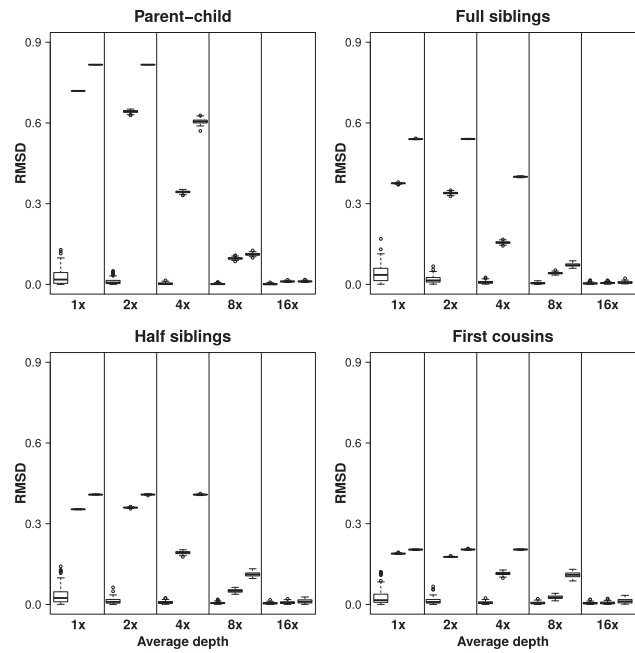 Parent−child
Full siblings
RMSD
0.9
0.6
0.3
0.0
1x 2x 4x 8x 16x
RMSD
0.9
0.6
0.3
0.0
1x 2x 4x 8x 16x
Half siblings
First cousins
RMSD
0.9
0.6
0.3
0.0
1x 2x 4x 8x 16x
Average depth
RMSD
0.9
0.6
0.3
0.0
1x 2x 4x 8x 16x
Average depth